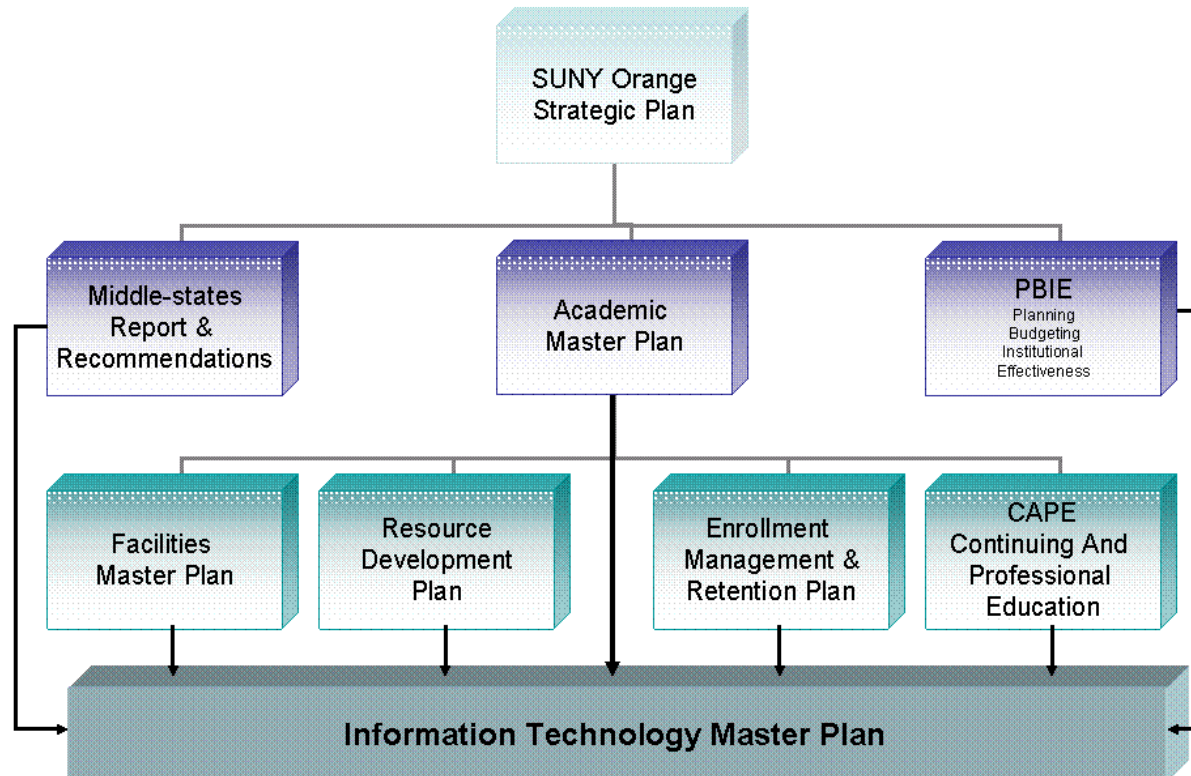 SUNY Orange
Strategic Plan
Middle-states
Report &
Recommendations
Academic
Master Plan
PBIE
Planning
Budgeting
Institutional
Effectiveness
Facilities
Master Plan
Resource
Development
Plan
Enrollment
Management &
Retention Plan
CAPE
Continuing And
Professional
Education
Information Technology Master Plan